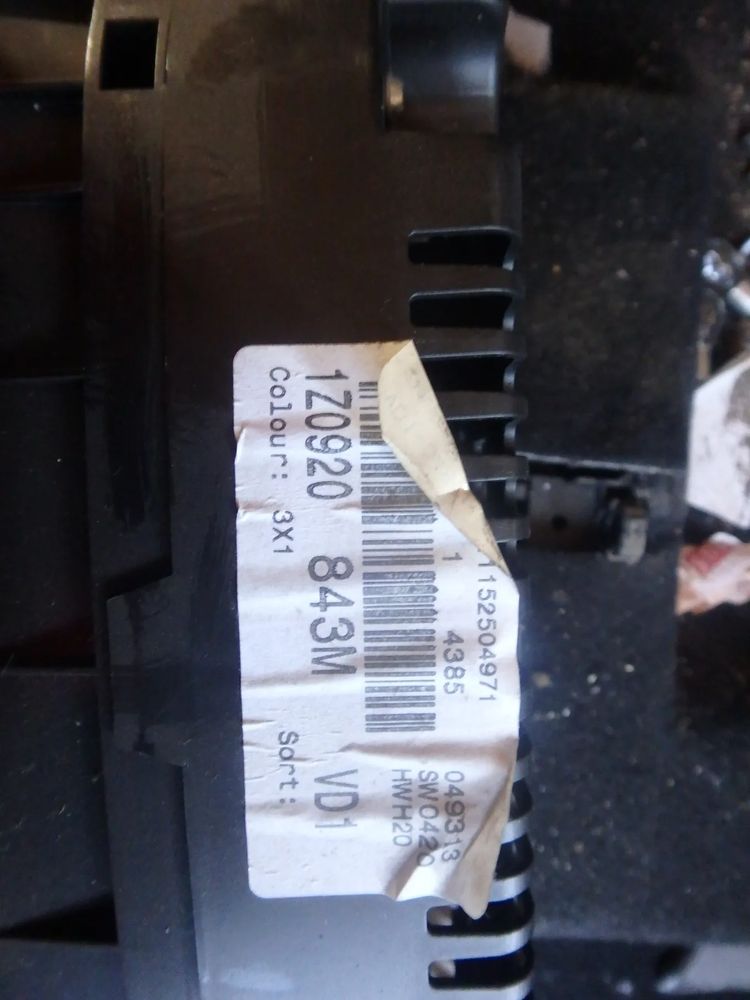 1152504971
1 4385 049313
SW0420
HWH20
1Z0920 843M VD1
Colour: 3X1 Sort: